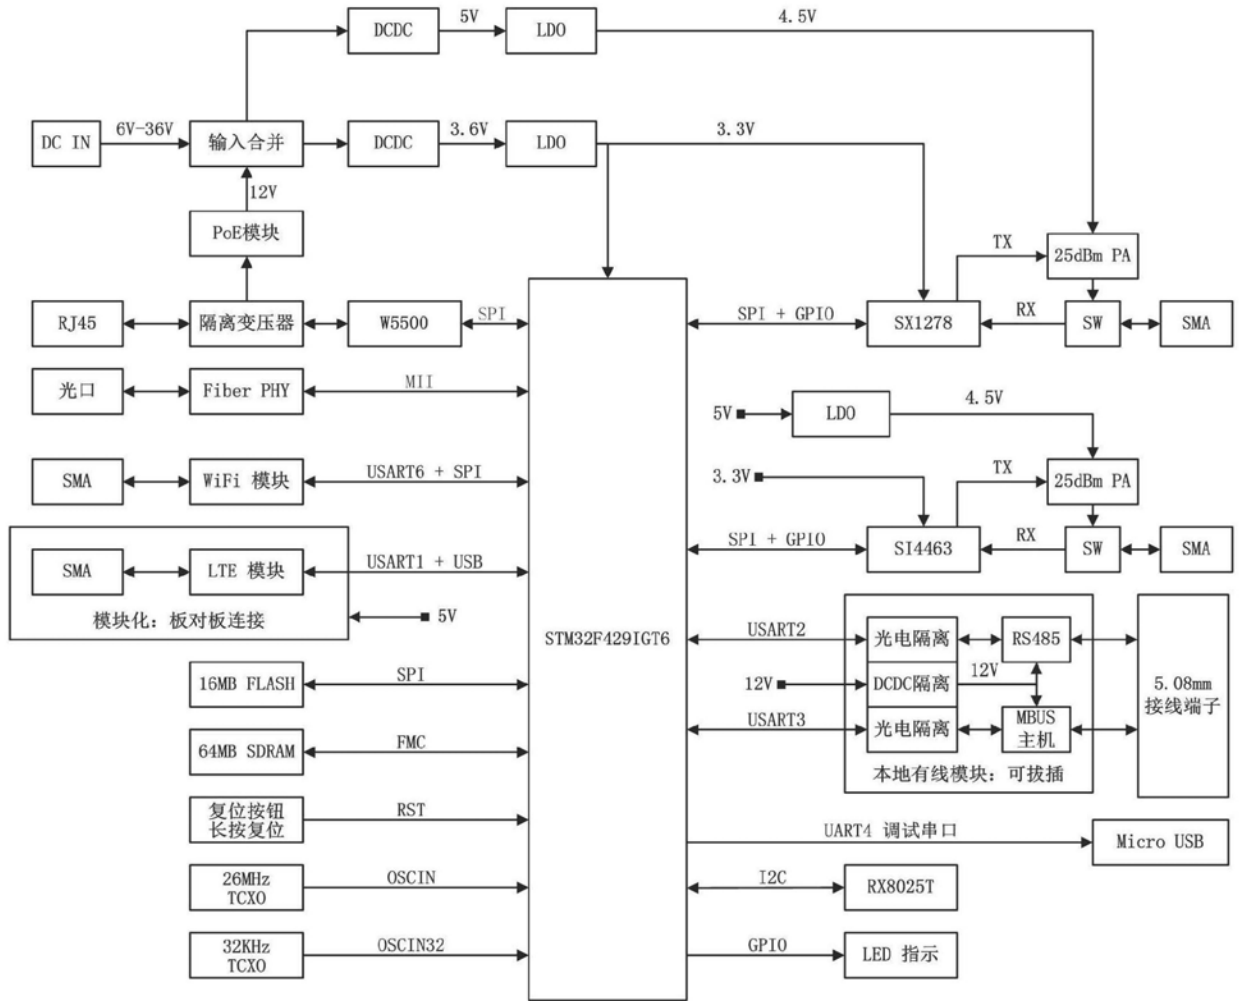 DCDC 5V LDO 4.5V
DC IN 6V-36V 输入合并 DCDC 3.6V LDO 3.3V
12V
PoE模块
TX 25dBm PA
RJ45 隔离变压器 W5500 SPI SPI + GPIO SX1278 RX SW SMA
光口 Fiber PHY MII
5V LDO 4.5V
SMA WiFi 模块 USART6 + SPI 3.3V TX 25dBm PA
SPI + GPIO SI4463 RX SW SMA
SMA LTE 模块 USART1 + USB
模块化：板对板连接 5V
STM32F429IGT6
USART2 光电隔离 RS485
16MB FLASH SPI 12V DCDC隔离 12V
5.08mm
接线端子
USART3 光电隔离 MBUS
主机
64MB SDRAM FMC
本地有线模块：可拔插
复位按钮
长按复位
RST
UART4 调试串口 Micro USB
26MHz
TCXO
OSCIN
I2C RX8025T
32KHz
TCXO
OSCIN32
GPIO LED 指示